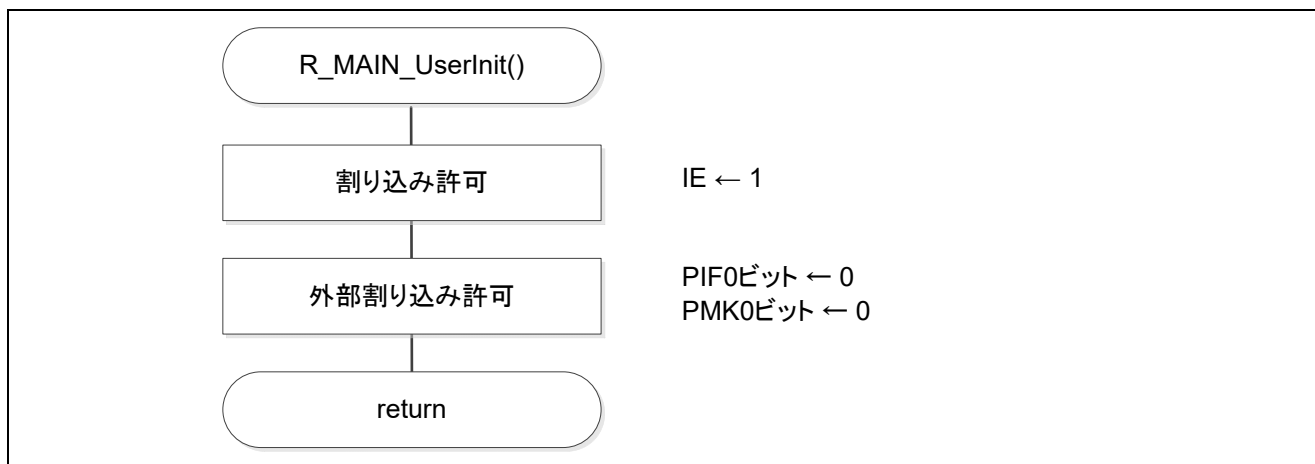 R_MAIN_UserInit()
割り込み許可
IE ← 1
外部割り込み許可
PIF0ビット ← 0
PMK0ビット ← 0
return